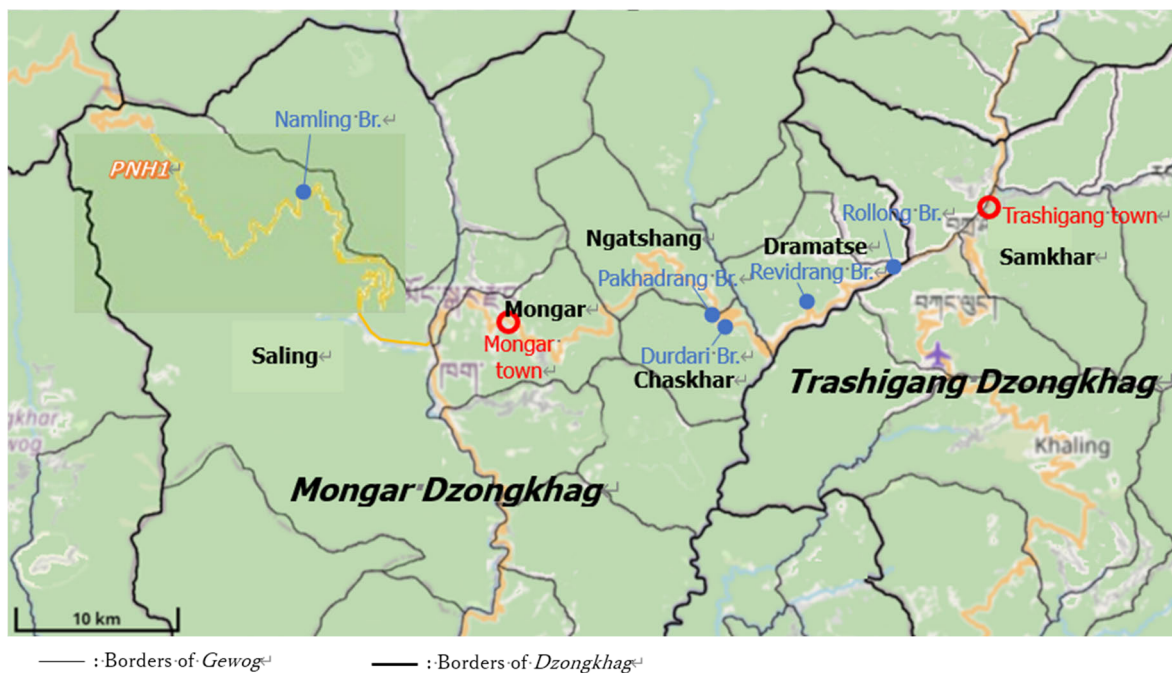 Namling Br.
PNH1
Rollong Br.
Trashigang town
Ngatshang
Dramatse
Samkhar
Pakhadrang Br.
Revidrang Br.
Mongar
Mongar
town
Saling
Durdari Br.
Chaskhar
Trashigang Dzongkhag
Khaling
Mongar Dzongkhag
10 km
: Borders of Gewog
: Borders of Dzongkhag